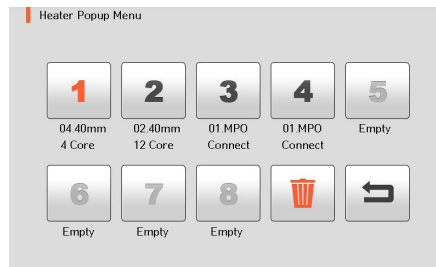 Heater Popup Menu
1 2 3 4 5
04.40mm 02.40mm 01.MPO 01.MPO Empty
4 Core 12 Core Connect Connect
6 7 8
Empty Empty Empty